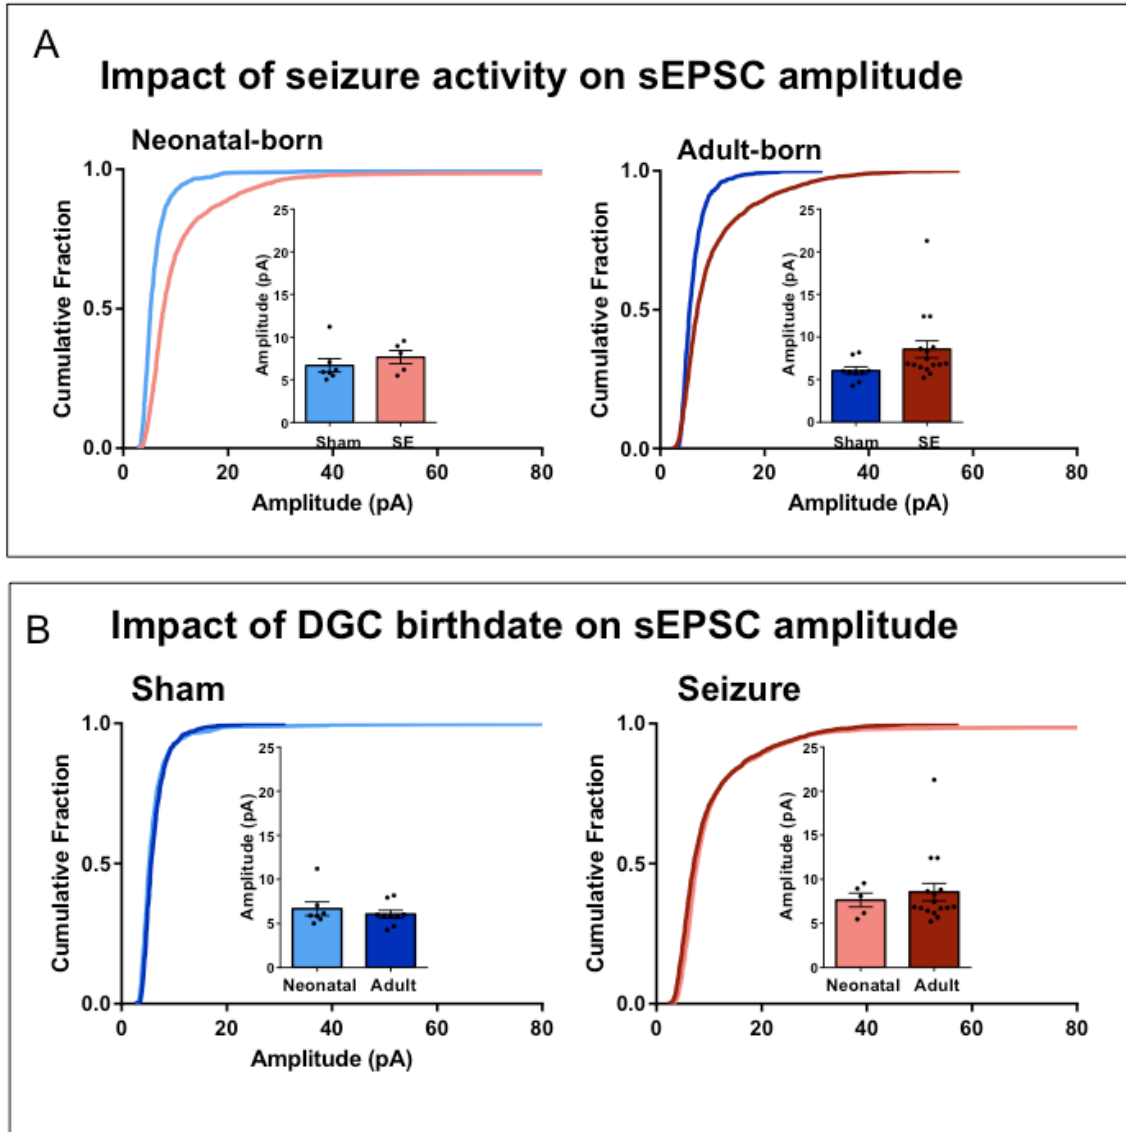 A
Impact of seizure activity on sEPSC amplitude
Neonatal-born
1.0
0.5
0.0
Cumulative Fraction
0 20 40 60 80
Amplitude (pA)
25
20
15
10
5
0
Amplitude (pA)
Sham SE
Adult-born
1.0
0.5
0.0
Cumulative Fraction
0 20 40 60 80
Amplitude (pA)
25
20
15
10
5
0
Amplitude (pA)
Sham SE
B
Impact of DGC birthdate on sEPSC amplitude
Sham
1.0
0.5
0.0
Cumulative Fraction
0 20 40 60 80
Amplitude (pA)
25
20
15
10
5
0
Amplitude (pA)
Neonatal Adult
Seizure
1.0
0.5
0.0
Cumulative Fraction
0 20 40 60 80
25
20
15
10
5
0
Amplitude (pA)
Neonatal Adult